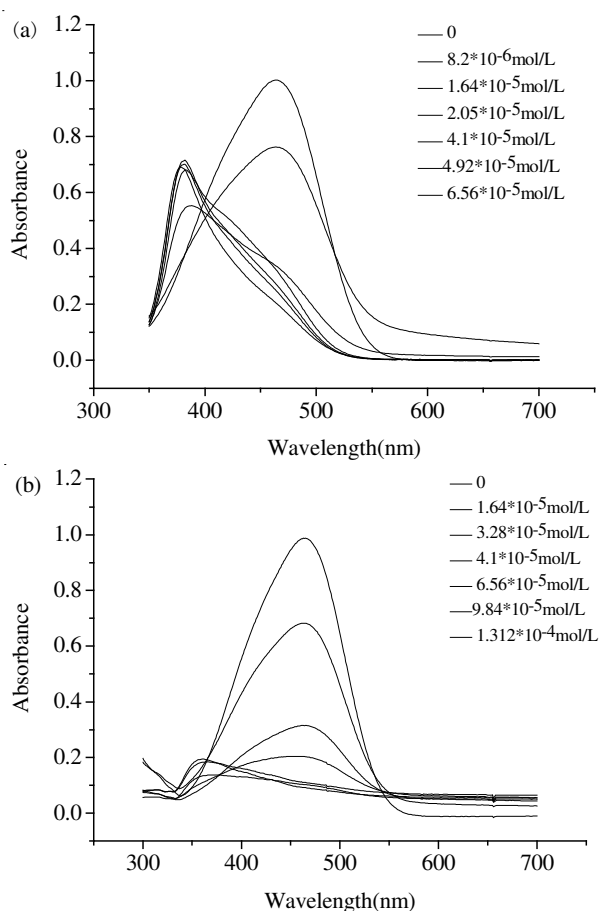 (a)
1.2
1.0
0.8
0.6
0.4
0.2
0.0
Absorbance
300
400
500
600
700
Wavelength(nm)
0
8.2*10-6mol/L
1.64*10-5mol/L
2.05*10-5mol/L
4.1*10-5mol/L
4.92*10-5mol/L
6.56*10-5mol/L
(b)
1.2
1.0
0.8
0.6
0.4
0.2
0.0
Absorbance
300
400
500
600
700
Wavelength(nm)
0
1.64*10-5mol/L
3.28*10-5mol/L
4.1*10-5mol/L
6.56*10-5mol/L
9.84*10-5mol/L
1.312*10-4mol/L